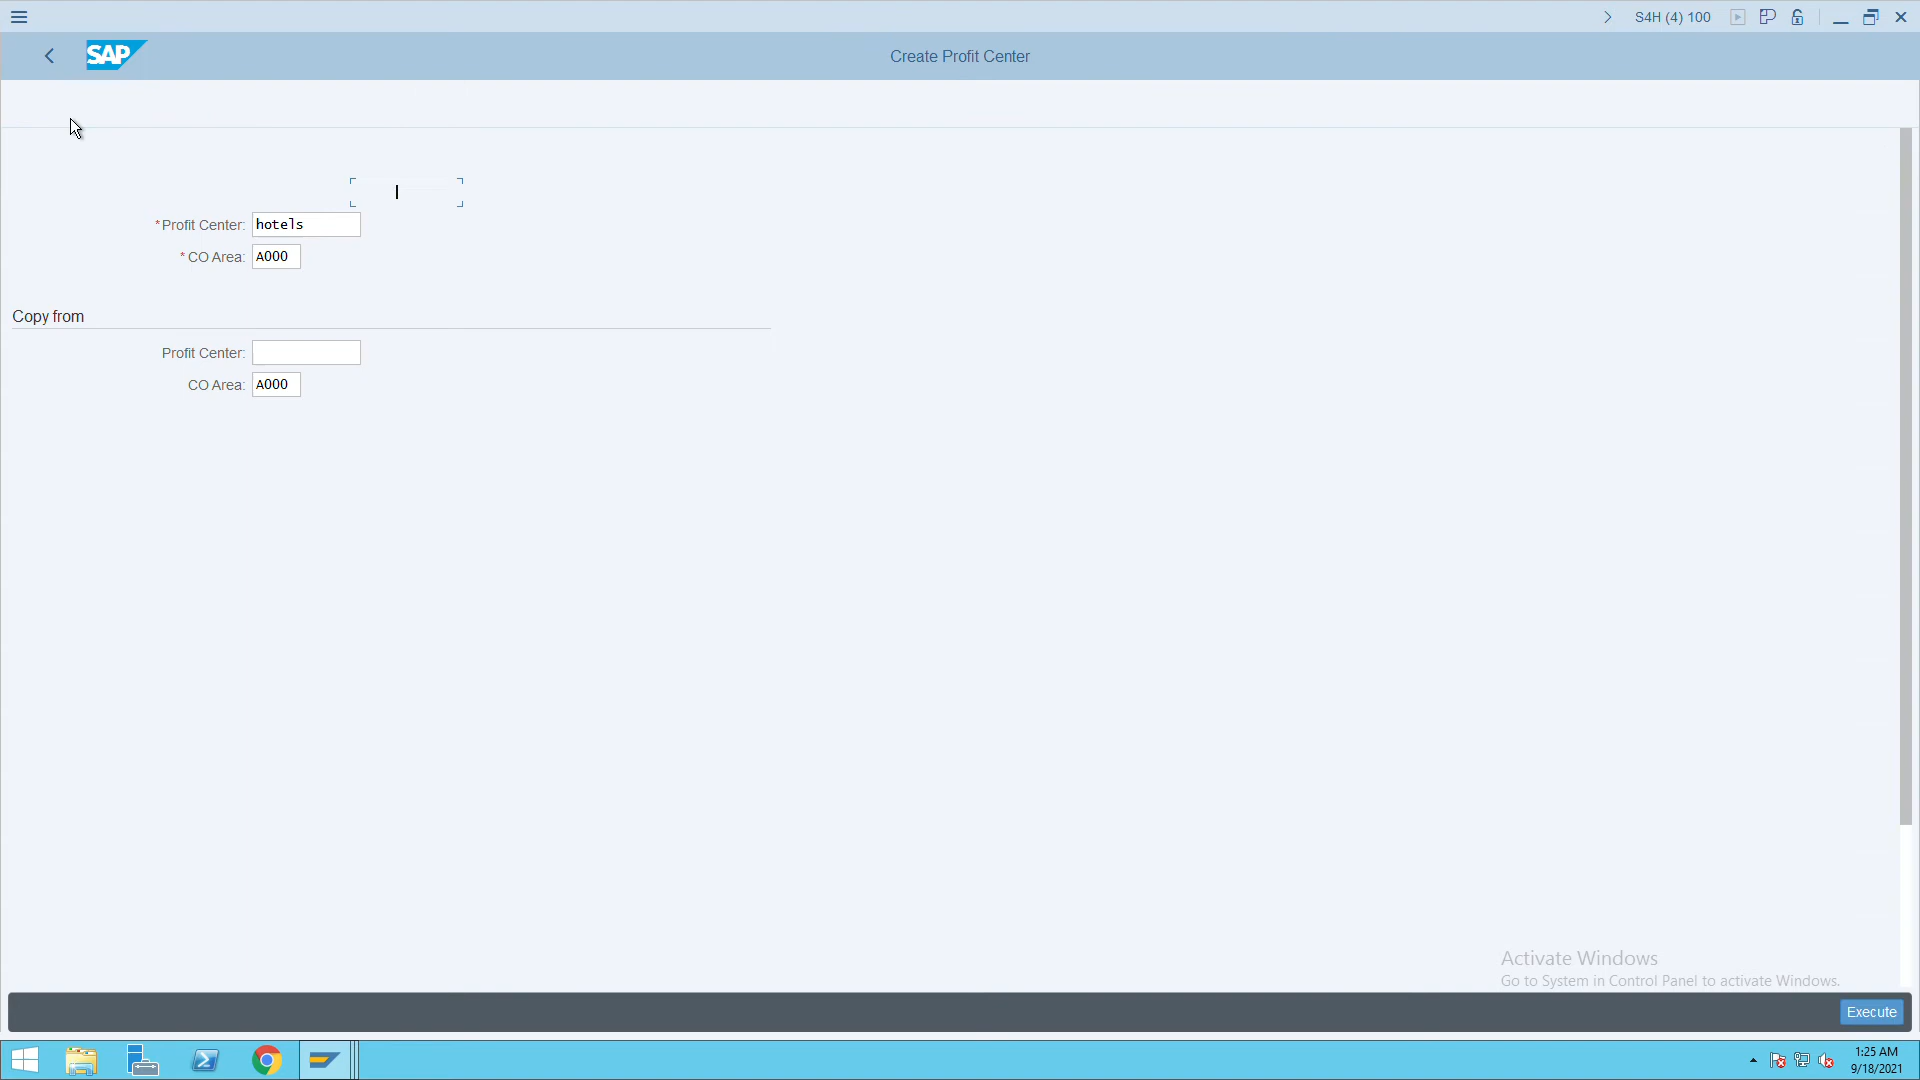 S4H (4) 100
SAP
Create Profit Center
*Profit Center: hotels
*CO Area: A000
Copy from
Profit Center:
CO Area: A000
Activate Windows
Go to System in Control Panel to activate Windows.
Execute
1:25 AM
9/18/2021